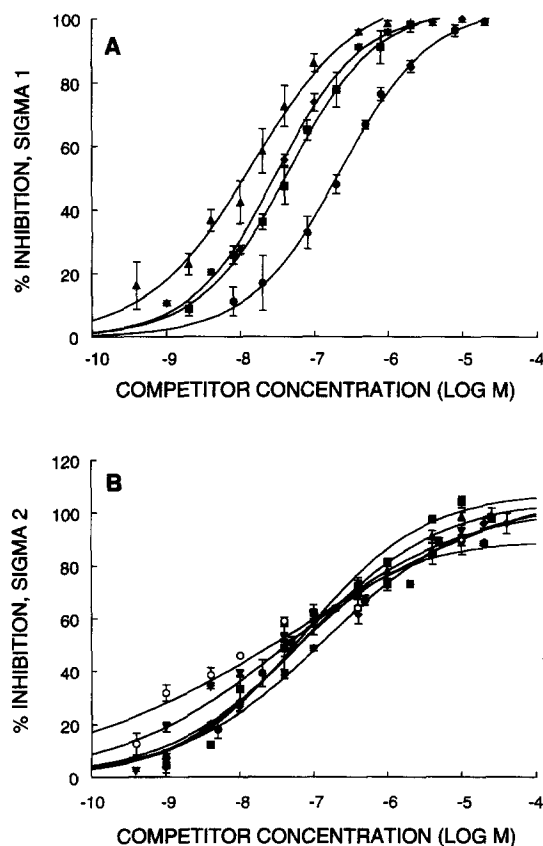 A
100
80
60
40
20
0
% INHIBITION, SIGMA 1
-10 -9 -8 -7 -6 -5 -4
COMPETITOR CONCENTRATION (LOG M)
B
120
100
80
60
40
20
0
% INHIBITION, SIGMA 2
-10 -9 -8 -7 -6 -5 -4
COMPETITOR CONCENTRATION (LOG M)